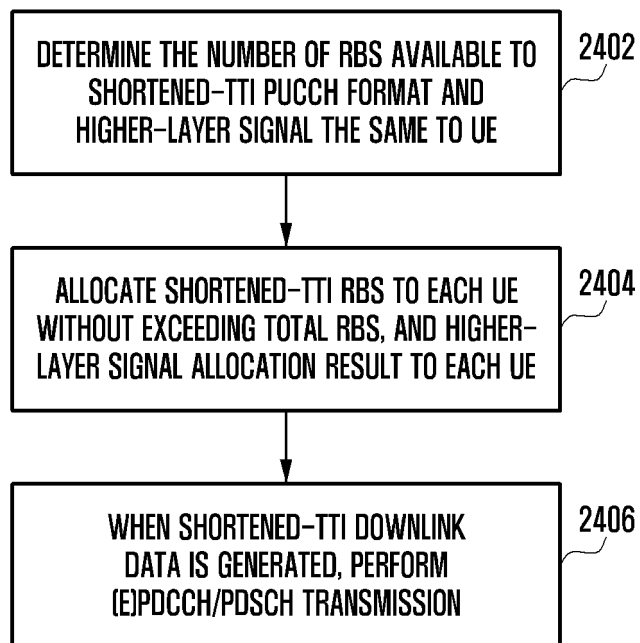 DETERMINE THE NUMBER OF RBS AVAILABLE TO
SHORTENED-TTI PUCCH FORMAT AND
HIGHER-LAYER SIGNAL THE SAME TO UE
2402
ALLOCATE SHORTENED-TTI RBS TO EACH UE
WITHOUT EXCEEDING TOTAL RBS, AND HIGHER-
LAYER SIGNAL ALLOCATION RESULT TO EACH UE
2404
WHEN SHORTENED-TTI DOWNLINK
DATA IS GENERATED, PERFORM
(E)PDCCH/PDSCH TRANSMISSION
2406